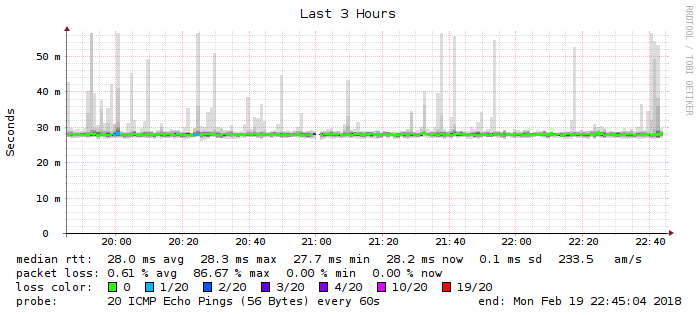 Last 3 Hours
RRDTOOL / TOBI OETIKER
Seconds
50 m
40 m
30 m
20 m
10 m
0
20:00 20:20 20:40 21:00 21:20 21:40 22:00 22:20 22:40
median rtt: 28.0 ms avg 28.3 ms max 27.7 ms min 28.2 ms now 0.1 ms sd 233.5 am/s
packet loss: 0.61 % avg 86.67 % max 0.00 % min 0.00 % now
loss color: 0 1/20 2/20 3/20 4/20 10/20 19/20
probe: 20 ICMP Echo Pings (56 Bytes) every 60s end: Mon Feb 19 22:45:04 2018